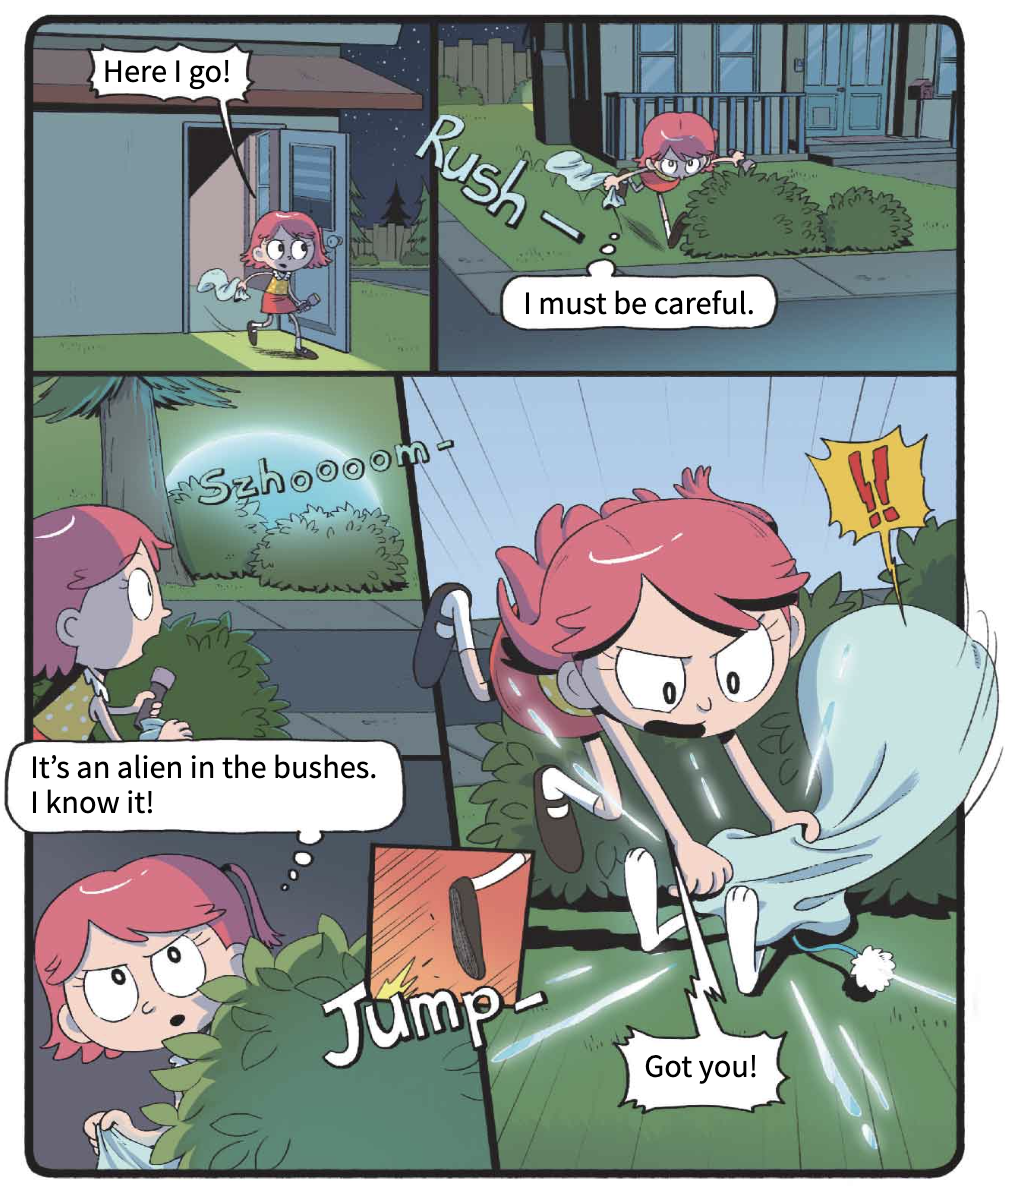 Here I go!
Rush –
I must be careful.
Szhoooom –
It’s an alien in the bushes.
I know it!
Jump –
!!
Got you!